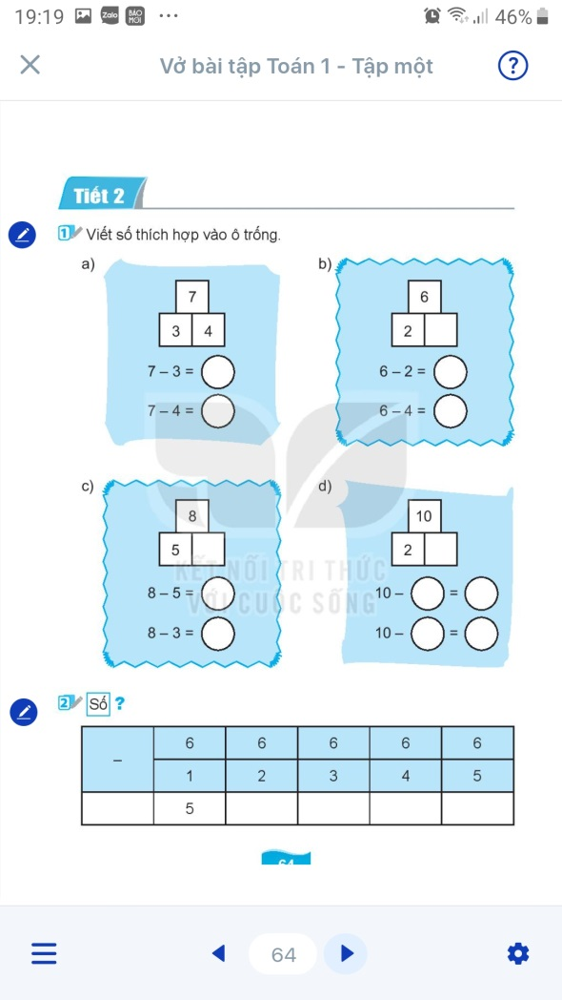 19:19 Zalo BÁO MỚI ... 46%
Vở bài tập Toán 1 - Tập một ?
Tiết 2
1 Viết số thích hợp vào ô trống.
a)
7
3 4
7 – 3 =
7 – 4 =
b)
6
2
6 – 2 =
6 – 4 =
c)
8
5
8 – 5 =
8 – 3 =
d)
10
2
10 – =
10 – =
KẾT NỐI TRI THỨC
VỚI CUỘC SỐNG
2 Số ?
– 6 6 6 6 6
1 2 3 4 5
5
64
64